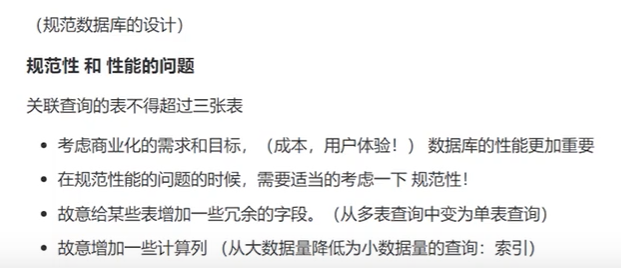 （规范数据库的设计）
规范性 和 性能的问题
关联查询的表不得超过三张表
• 考虑商业化的需求和目标，（成本，用户体验！） 数据库的性能更加重要
• 在规范性能的问题的时候，需要适当的考虑一下 规范性！
• 故意给某些表增加一些冗余的字段。（从多表查询中变为单表查询）
• 故意增加一些计算列 （从大数据量降低为小数据量的查询：索引）